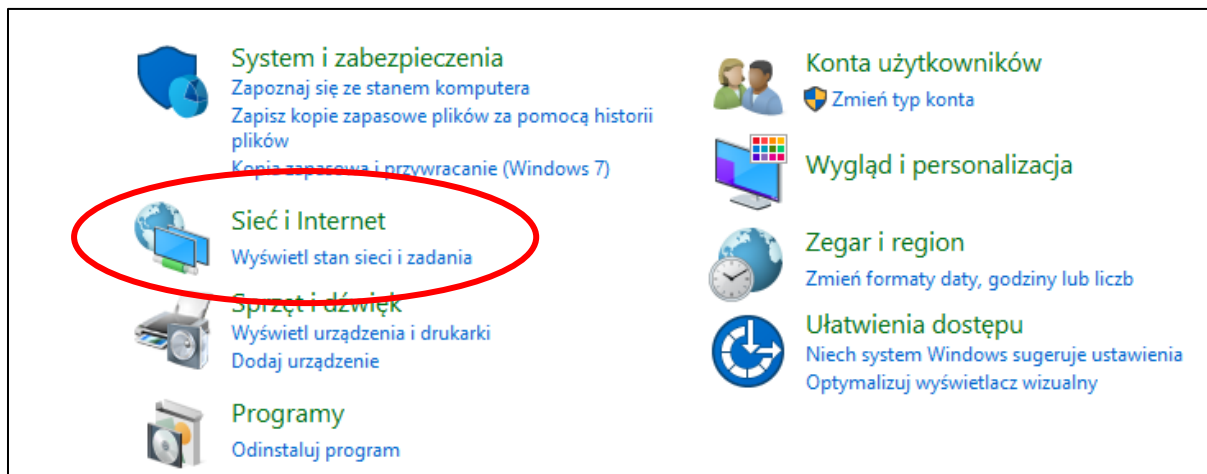 System i zabezpieczenia
Zapoznaj się ze stanem komputera
Zapisz kopie zapasowe plików za pomocą historii
plików
Kopia zapasowa i przywracanie (Windows 7)
Sieć i Internet
Wyświetl stan sieci i zadania
Sprzęt i dźwięk
Wyświetl urządzenia i drukarki
Dodaj urządzenie
Programy
Odinstaluj program
Konta użytkowników
Zmień typ konta
Wygląd i personalizacja
Zegar i region
Zmień formaty daty, godziny lub liczb
Ułatwienia dostępu
Niech system Windows sugeruje ustawienia
Optymalizuj wyświetlacz wizualny